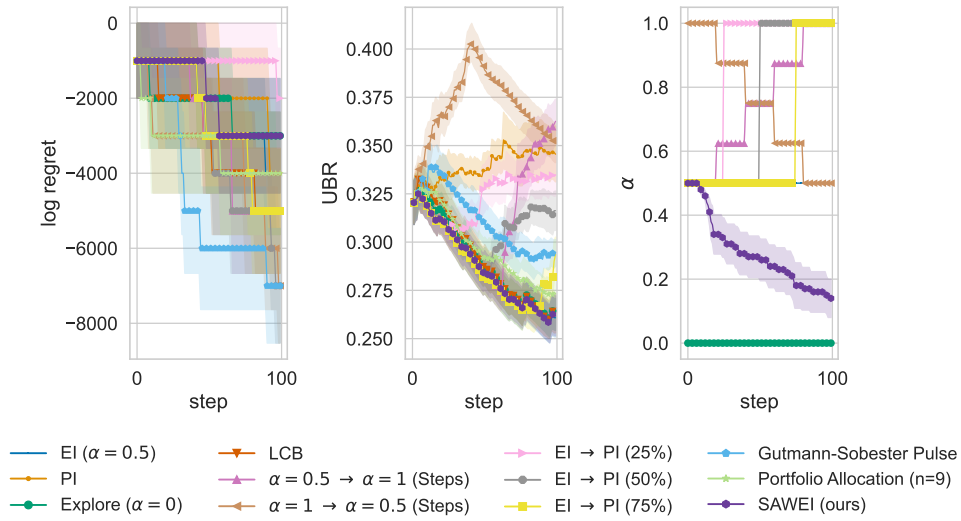 0
−2000
−4000
−6000
−8000
log regret
0
100
step
0.400
0.375
0.350
0.325
0.300
0.275
0.250
UBR
0
100
step
1.0
0.8
0.6
0.4
0.2
0.0
α
0
100
step
EI (α = 0.5)
PI
Explore (α = 0)
LCB
α = 0.5 → α = 1 (Steps)
α = 1 → α = 0.5 (Steps)
EI → PI (25%)
EI → PI (50%)
EI → PI (75%)
Gutmann-Sobester Pulse
Portfolio Allocation (n=9)
SAWEI (ours)